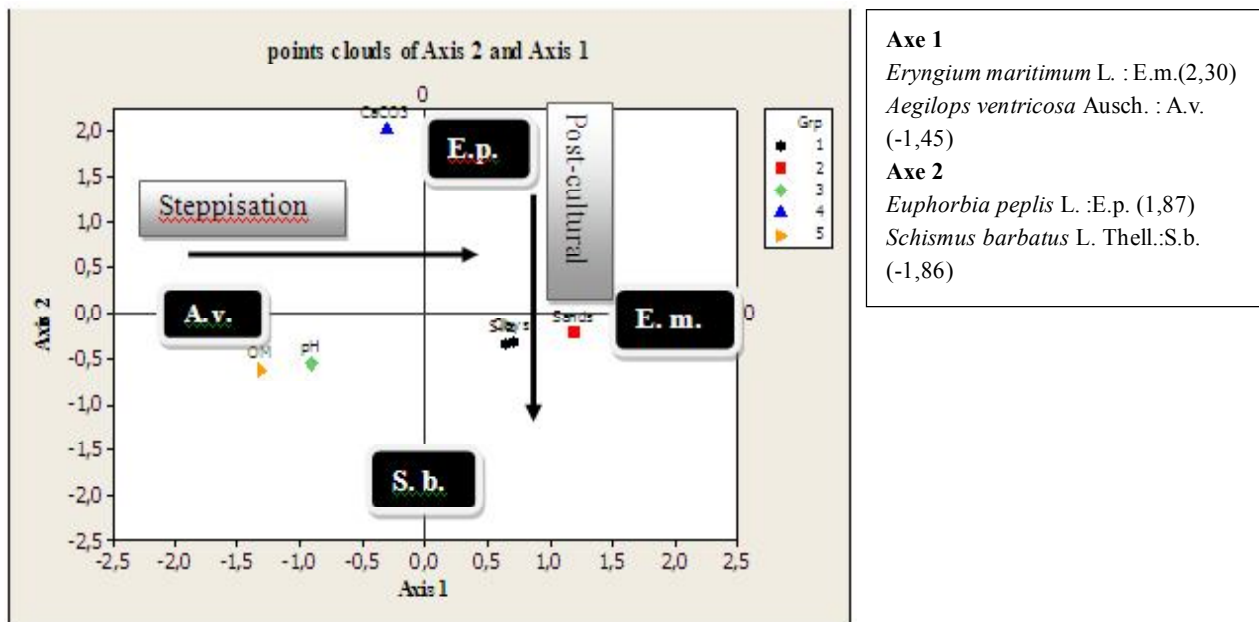 points clouds of Axis 2 and Axis 1
0
CaCO3
2,0
1,5
1,0
0,5
0,0
-0,5
-1,0
-1,5
-2,0
-2,5
Axis 2
E.p.
Post-cultural
Steppisation
A.v.
E. m.
0
Sands
OM
pH
S. b.
-2,5
-2,0
-1,5
-1,0
-0,5
0,0
0,5
1,0
1,5
2,0
2,5
Axis 1
Grp
1
2
3
4
5
Axe 1
Eryngium maritimum L. : E.m.(2,30)
Aegilops ventricosa Ausch. : A.v.
(-1,45)
Axe 2
Euphorbia peplis L. :E.p. (1,87)
Schismus barbatus L. Thell.:S.b.
(-1,86)